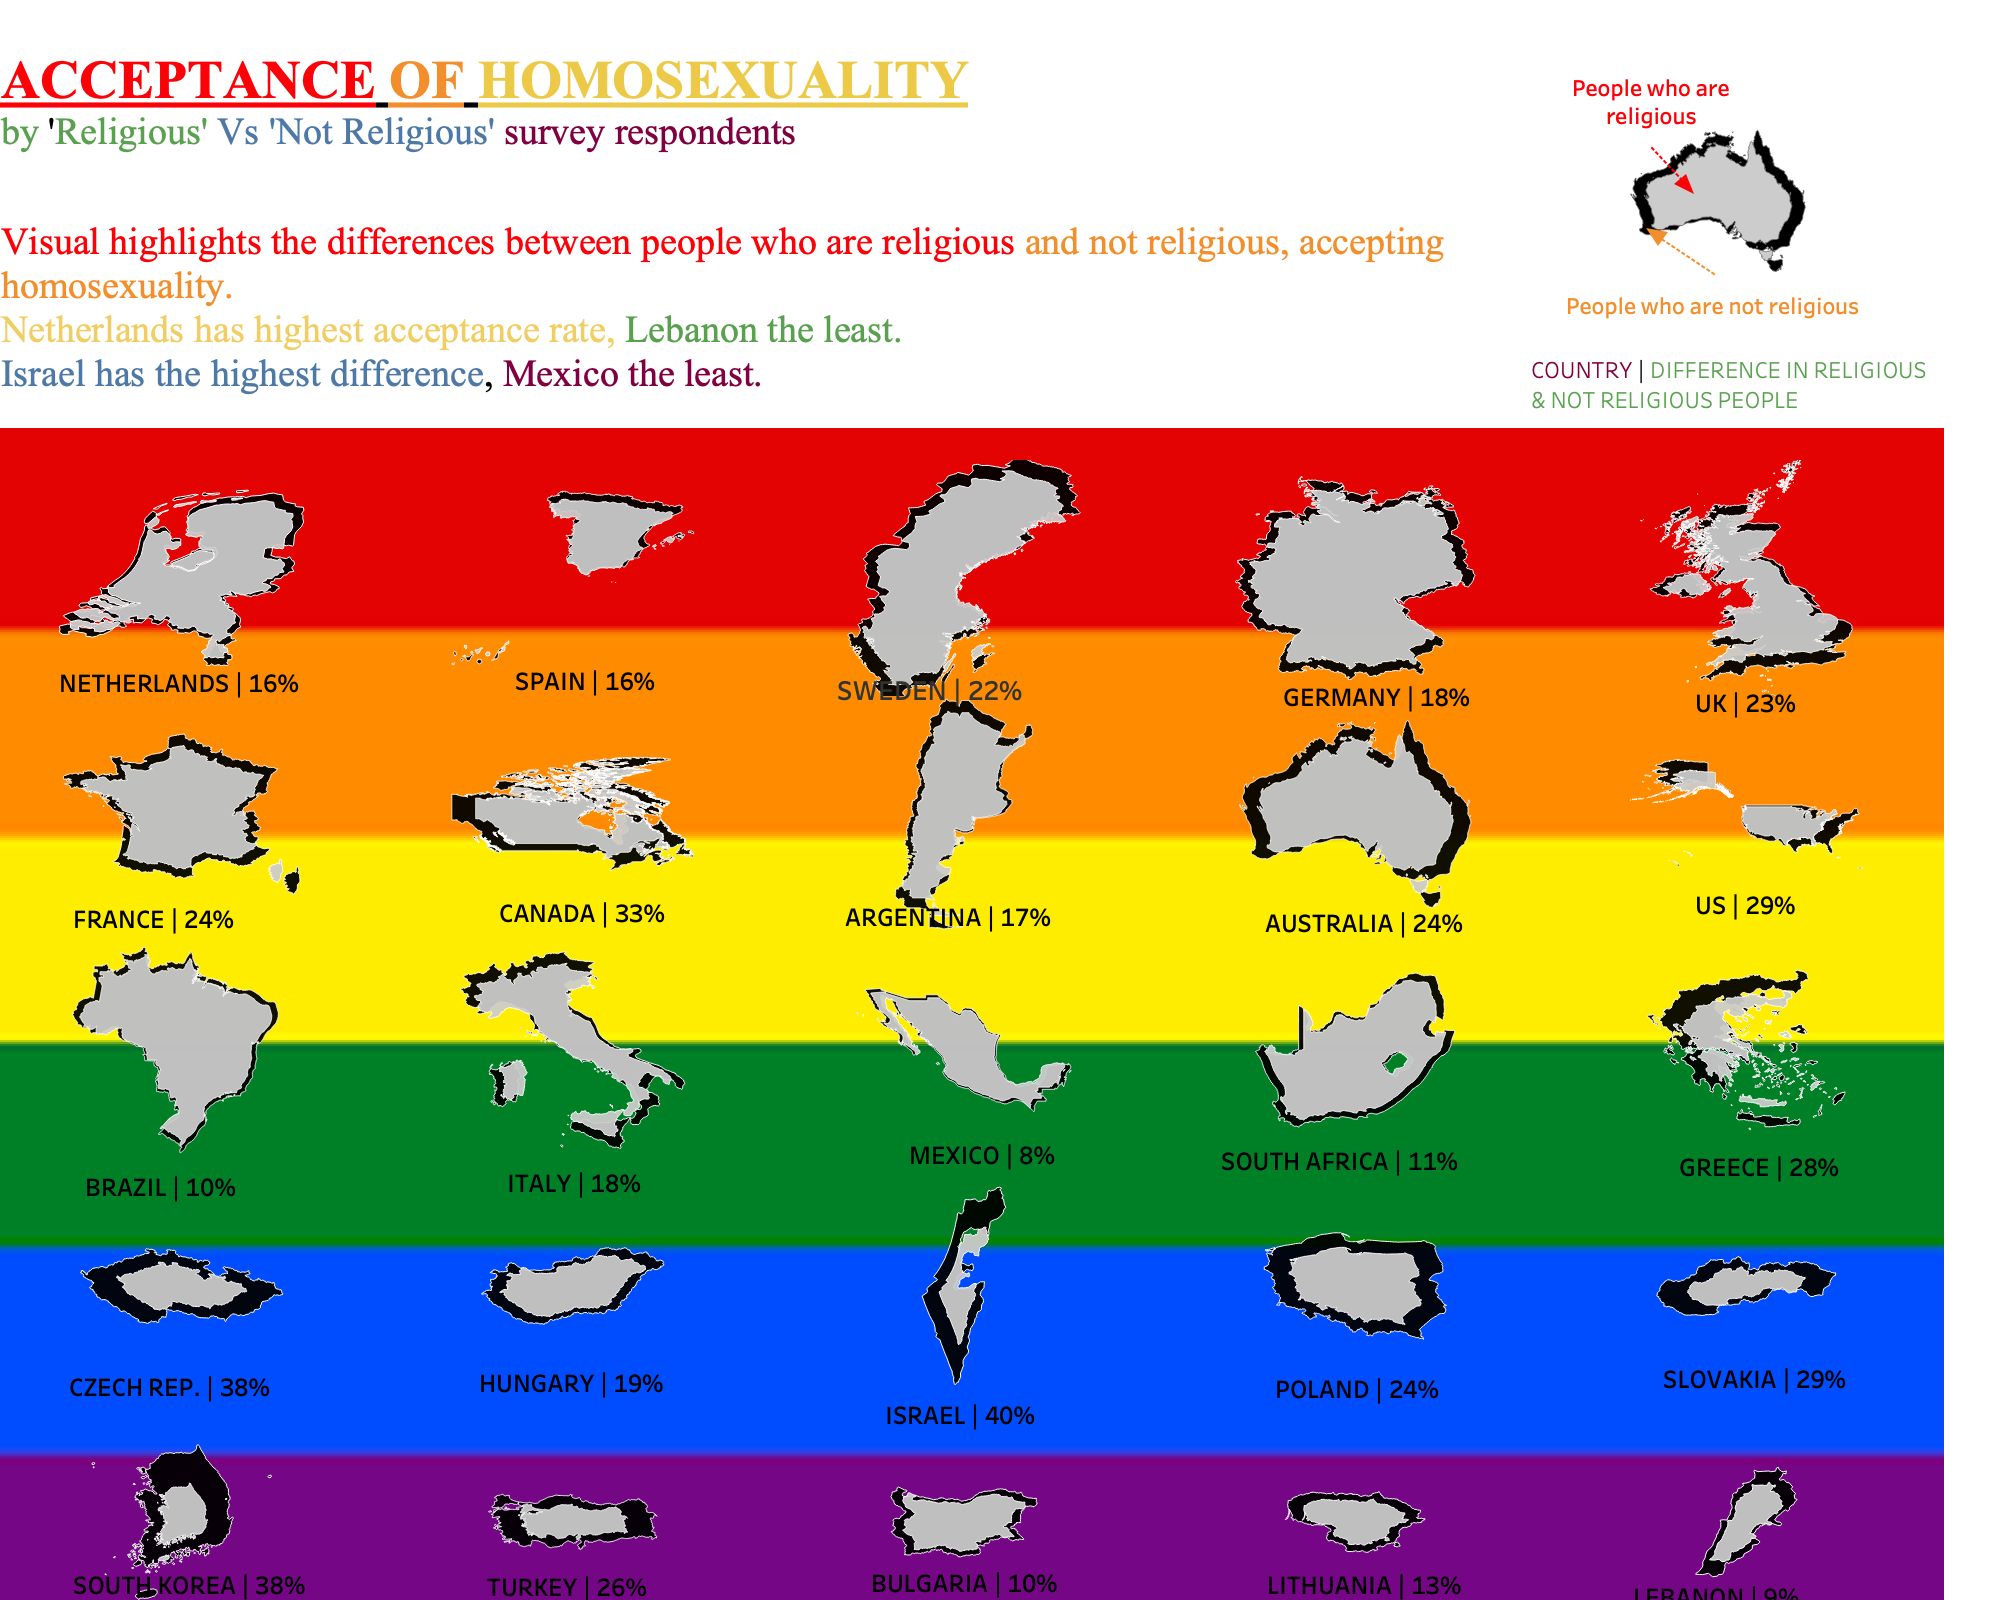 ACCEPTANCE OF HOMOSEXUALITY
by 'Religious' Vs 'Not Religious' survey respondents
Visual highlights the differences between people who are religious and not religious, accepting
homosexuality.
Netherlands has highest acceptance rate, Lebanon the least.
Israel has the highest difference, Mexico the least.
People who are
religious
People who are not religious
COUNTRY | DIFFERENCE IN RELIGIOUS
& NOT RELIGIOUS PEOPLE
NETHERLANDS | 16%
SPAIN | 16%
SWEDEN | 22%
GERMANY | 18%
UK | 23%
FRANCE | 24%
CANADA | 33%
ARGENTINA | 17%
AUSTRALIA | 24%
US | 29%
BRAZIL | 10%
ITALY | 18%
MEXICO | 8%
SOUTH AFRICA | 11%
GREECE | 28%
CZECH REP. | 38%
HUNGARY | 19%
ISRAEL | 40%
POLAND | 24%
SLOVAKIA | 29%
SOUTH KOREA | 38%
TURKEY | 26%
BULGARIA | 10%
LITHUANIA | 13%
LEBANON | 9%